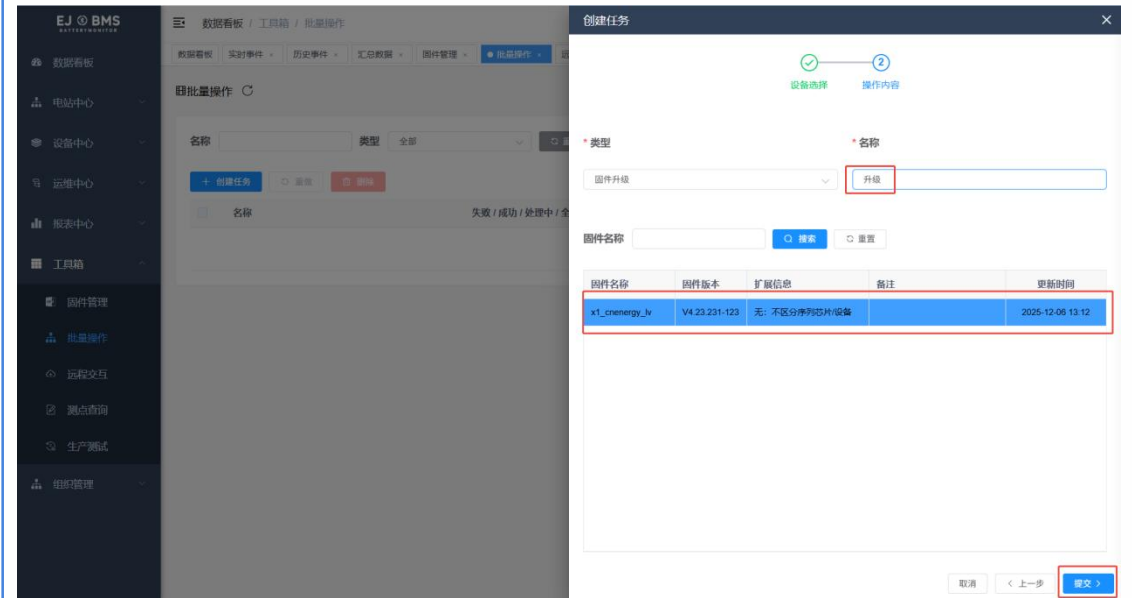 EJ BMS
BATTERYMONITOR
数据看板 / 工具箱 / 批量操作
创建任务
数据看板
实时事件 ×
历史事件 ×
汇总数据 ×
固件管理 ×
批量操作 ×
数据看板
电站中心
设备中心
运维中心
报表中心
工具箱
固件管理
批量操作
远程交互
测点查询
生产测试
组织管理
批量操作
名称
类型 全部
+ 创建任务
重置
删除
名称
失败 / 成功 / 处理中 / 全
2
设备选择
操作内容
* 类型
* 名称
固件升级
升级
固件名称
搜索
重置
固件名称 固件版本 扩展信息 备注 更新时间
x1_cnenergy_lv V4.23.231-123 无：不区分序列芯片/设备 2025-12-06 13:12
取消
< 上一步
提交 >